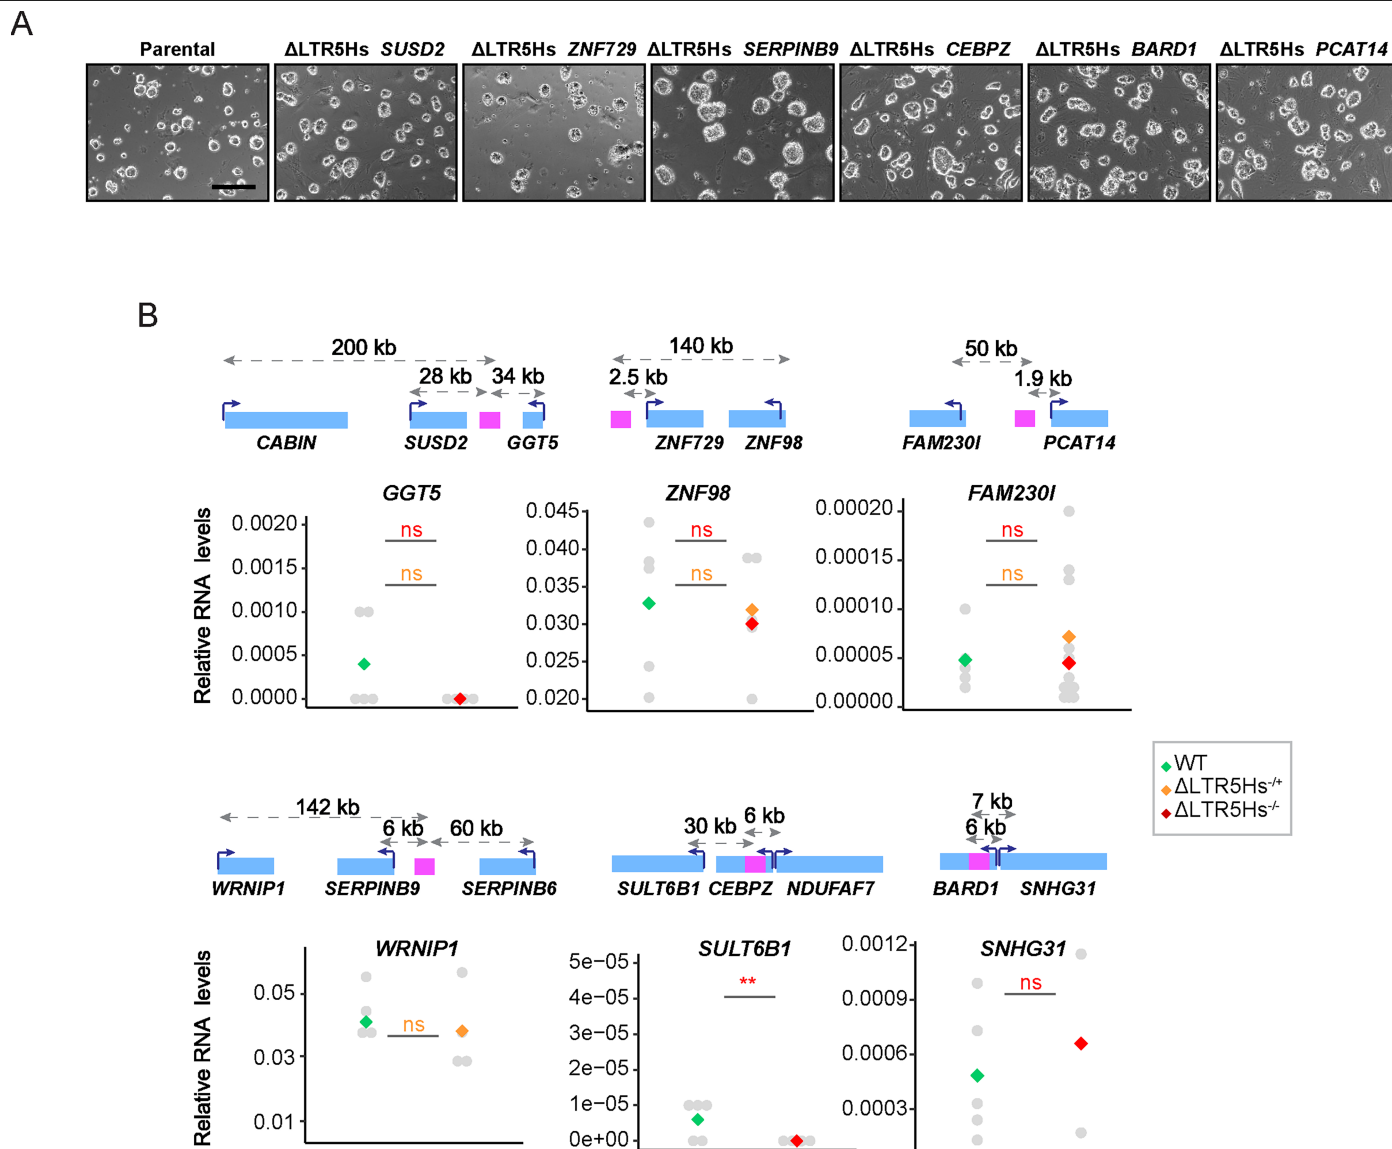 A
Parental
ΔLTR5Hs SUSD2
ΔLTR5Hs ZNF729
ΔLTR5Hs SERPINB9
ΔLTR5Hs CEBPZ
ΔLTR5Hs BARD1
ΔLTR5Hs PCAT14
B
200 kb
28 kb
34 kb
CABIN
SUSD2
GGT5
140 kb
2.5 kb
ZNF729
ZNF98
50 kb
1.9 kb
FAM230I
PCAT14
Relative RNA levels
GGT5
0.0020
0.0015
0.0010
0.0005
0.0000
ns
ns
ZNF98
0.045
0.040
0.035
0.030
0.025
0.020
ns
ns
FAM230I
0.00020
0.00015
0.00010
0.00005
0.00000
ns
ns
WT
ΔLTR5Hs-/+
ΔLTR5Hs-/-
142 kb
6 kb
60 kb
WRNIP1
SERPINB9
SERPINB6
30 kb
6 kb
SULT6B1
CEBPZ
NDUFAF7
7 kb
6 kb
BARD1
SNHG31
Relative RNA levels
WRNIP1
0.05
0.03
0.01
ns
SULT6B1
5e−05
4e−05
3e−05
2e−05
1e−05
0e+00
**
SNHG31
0.0012
0.0009
0.0006
0.0003
ns